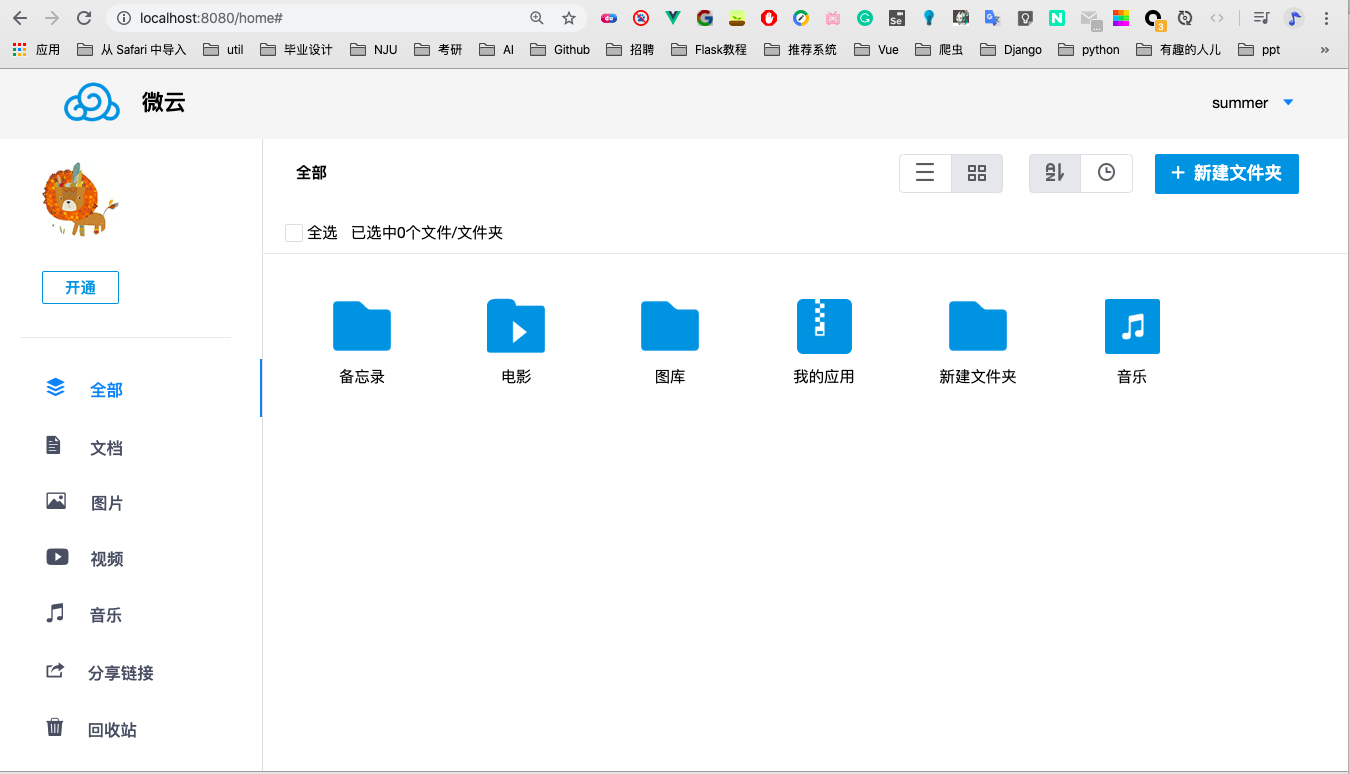 localhost:8080/home#
应用 从 Safari 中导入 util 毕业设计 NJU 考研 AI Github 招聘 Flask教程 推荐系统 Vue 爬虫 Django python 有趣的人儿 ppt »
微云 summer
全部 + 新建文件夹
全选 已选中0个文件/文件夹
备忘录 电影 图库 我的应用 新建文件夹 音乐
开通
全部
文档
图片
视频
音乐
分享链接
回收站